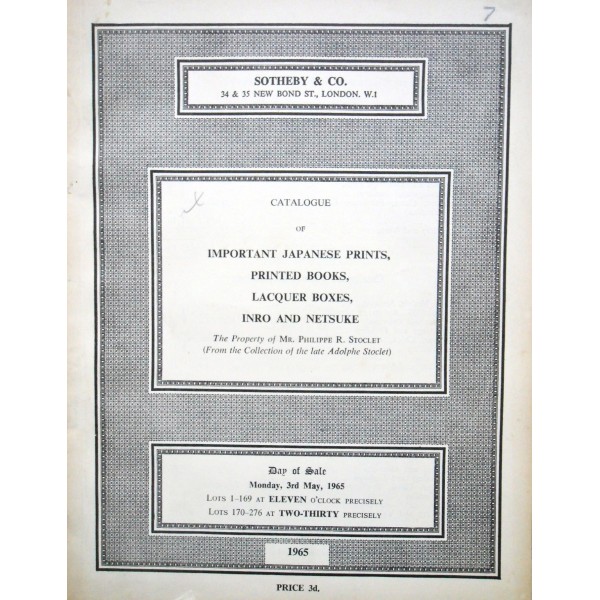 7
SOTHEBY & CO.
34 & 35 NEW BOND ST., LONDON. W.1
CATALOGUE
OF
IMPORTANT JAPANESE PRINTS,
PRINTED BOOKS,
LACQUER BOXES,
INRO AND NETSUKE
The Property of MR. PHILIPPE R. STOCLET
(From the Collection of the late Adolphe Stoclet)
Day of Sale
Monday, 3rd May, 1965
LOTS 1–169 AT ELEVEN O'CLOCK PRECISELY
LOTS 170–276 AT TWO-THIRTY PRECISELY
1965
PRICE 3d.